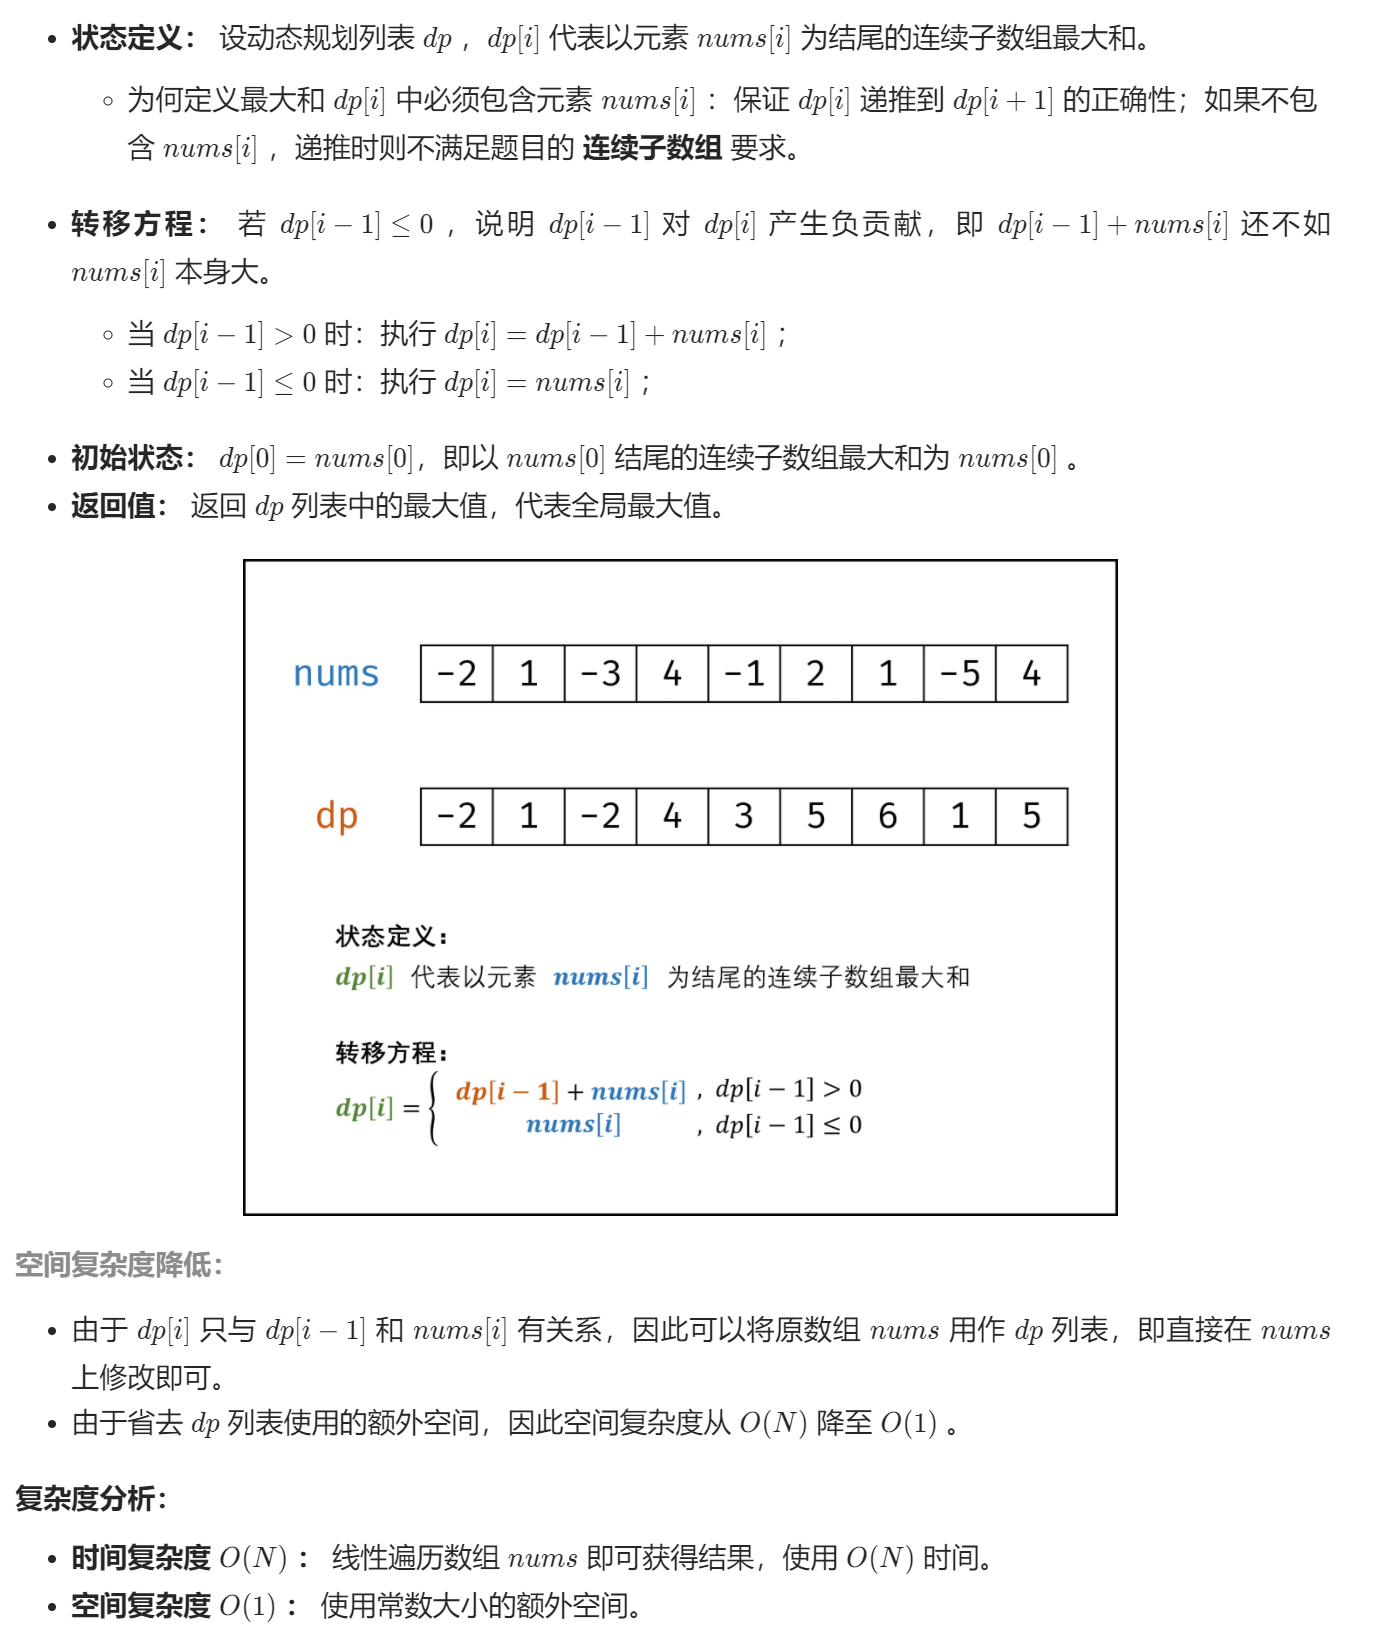 • 状态定义： 设动态规划列表 dp ，dp[i] 代表以元素 nums[i] 为结尾的连续子数组最大和。
◦ 为何定义最大和 dp[i] 中必须包含元素 nums[i] ：保证 dp[i] 递推到 dp[i + 1] 的正确性；如果不包
含 nums[i] ，递推时则不满足题目的 连续子数组 要求。
• 转移方程： 若 dp[i − 1] ≤ 0 ，说明 dp[i − 1] 对 dp[i] 产生负贡献，即 dp[i − 1] + nums[i] 还不如
nums[i] 本身大。
◦ 当 dp[i − 1] > 0 时：执行 dp[i] = dp[i − 1] + nums[i] ；
◦ 当 dp[i − 1] ≤ 0 时：执行 dp[i] = nums[i] ；
• 初始状态： dp[0] = nums[0]，即以 nums[0] 结尾的连续子数组最大和为 nums[0] 。
• 返回值： 返回 dp 列表中的最大值，代表全局最大值。
nums -2 1 -3 4 -1 2 1 -5 4
dp -2 1 -2 4 3 5 6 1 5
状态定义：
dp[i] 代表以元素 nums[i] 为结尾的连续子数组最大和
转移方程：
dp[i] = { dp[i − 1] + nums[i] , dp[i − 1] > 0
nums[i] , dp[i − 1] ≤ 0
空间复杂度降低：
• 由于 dp[i] 只与 dp[i − 1] 和 nums[i] 有关系，因此可以将原数组 nums 用作 dp 列表，即直接在 nums
上修改即可。
• 由于省去 dp 列表使用的额外空间，因此空间复杂度从 O(N) 降至 O(1) 。
复杂度分析：
• 时间复杂度 O(N) ： 线性遍历数组 nums 即可获得结果，使用 O(N) 时间。
• 空间复杂度 O(1) ： 使用常数大小的额外空间。